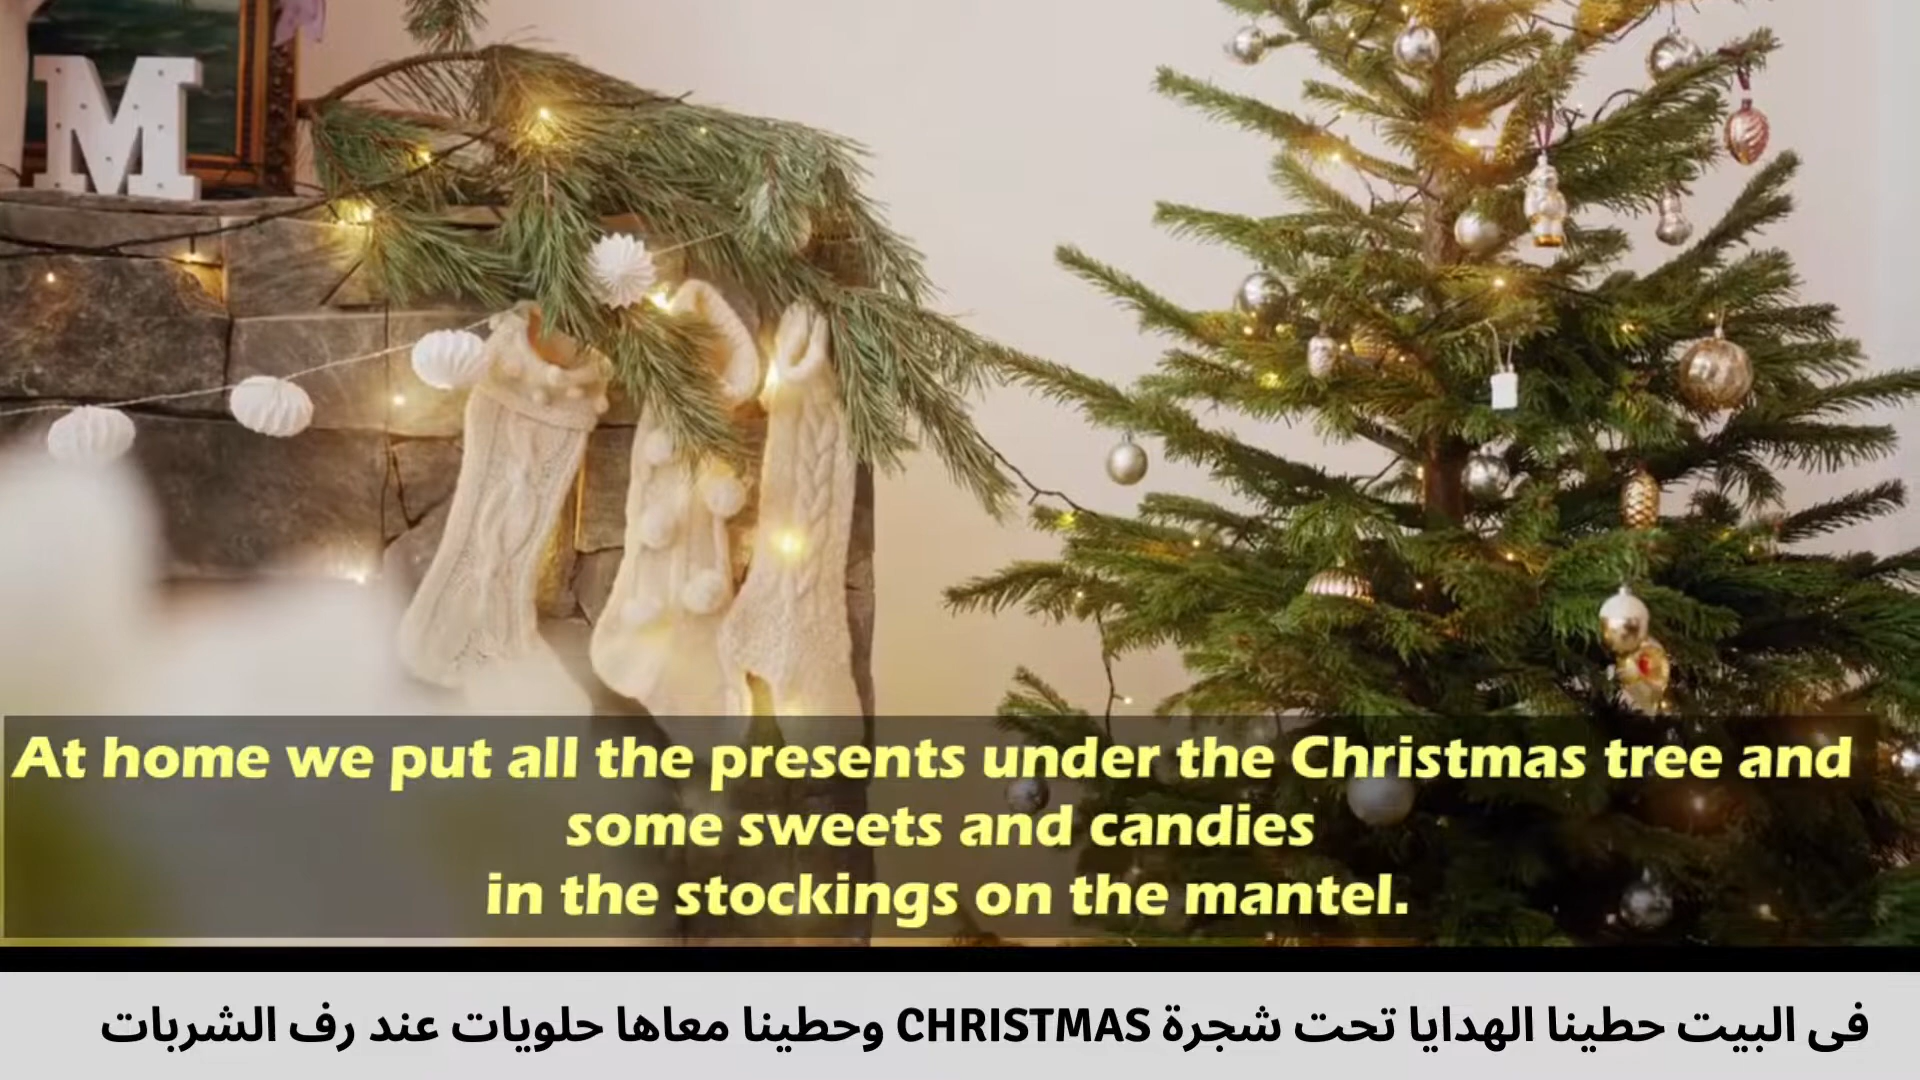 M
At home we put all the presents under the Christmas tree and
some sweets and candies
in the stockings on the mantel.
فى البيت حطينا الهدايا تحت شجرة CHRISTMAS وحطينا معاها حلويات عند رف الشربات